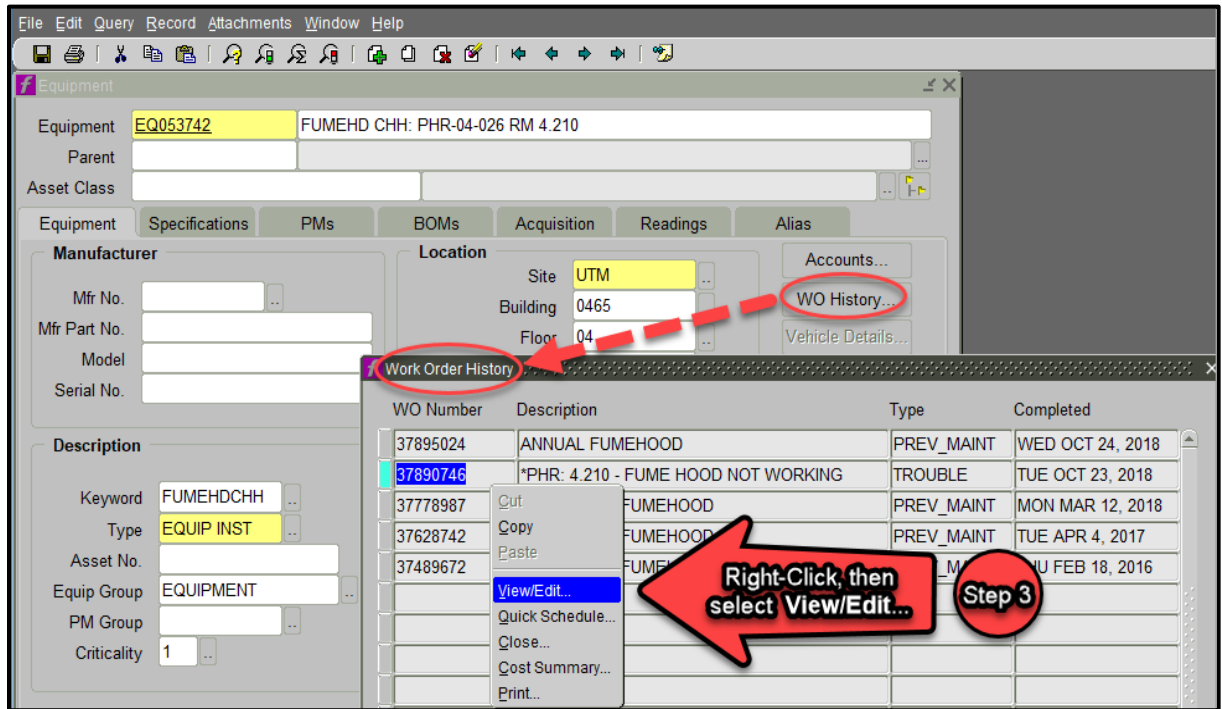 File Edit Query Record Attachments Window Help
Equipment
Equipment EQ053742 FUMEHD CHH: PHR-04-026 RM 4.210
Parent ...
Asset Class ..
Equipment Specifications PMs BOMs Acquisition Readings Alias
Manufacturer
Mfr No. ..
Mfr Part No.
Model
Serial No.
Location
Site UTM ..
Building 0465
Floor 04 ..
Accounts...
WO History...
Vehicle Details...
Description
Keyword FUMEHDCHH ..
Type EQUIP INST ..
Asset No.
Equip Group EQUIPMENT ..
PM Group ..
Criticality 1 ..
Work Order History
WO Number Description Type Completed
37895024 ANNUAL FUMEHOOD PREV_MAINT WED OCT 24, 2018
37890746 *PHR: 4.210 - FUME HOOD NOT WORKING TROUBLE TUE OCT 23, 2018
37778987 FUMEHOOD PREV_MAINT MON MAR 12, 2018
37628742 FUMEHOOD PREV_MAINT TUE APR 4, 2017
37489672 FEB 18, 2016
Cut
Copy
Paste
View/Edit...
Quick Schedule...
Close...
Cost Summary...
Print...
Right-Click, then
select View/Edit...
Step 3